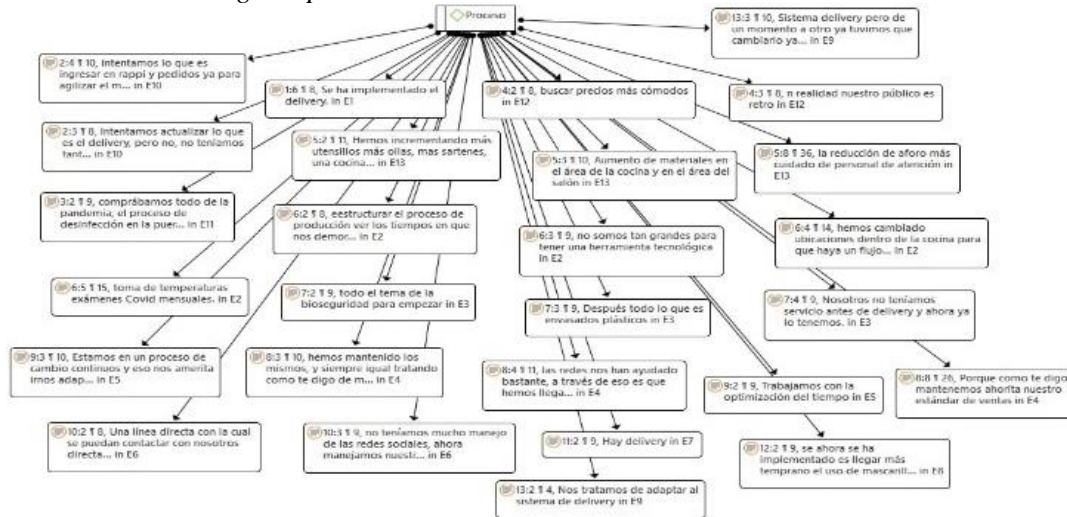 Proceso
13:3 ¶ 10, Sistema delivery pero de
un momento a otro ya tuvimos que
cambiarlo ya... in E9
2:4 ¶ 10, Intentamos lo que es
ingresar en rappi y pedidos ya para
agilizar el m... in E10
1:6 ¶ 8, Se ha implementado el
delivery. in E1
4:2 ¶ 8, buscar precios más cómodos
in E12
4:3 ¶ 8, n realidad nuestro público es
retro in E12
2:3 ¶ 8, Intentamos actualizar lo que
es el delivery, pero no, no teníamos
tant... in E10
5:2 ¶ 11, Hemos incrementando más
utensilios más ollas, mas sartenes,
una cocina... in E13
5:3 ¶ 10, Aumento de materiales en
el área de la cocina y en el área del
salón in E13
5:8 ¶ 36, la reducción de aforo más
cuidado de personal de atención in
E13
3:2 ¶ 9, comprábamos todo de la
pandemia, el proceso de
desinfección en la puer... in E11
6:2 ¶ 8, eestructurar el proceso de
producción ver los tiempos en que
nos demor... in E2
6:3 ¶ 9, no somos tan grandes para
tener una herramienta tecnológica
in E2
6:4 ¶ 14, hemos cambiado
ubicaciones dentro de la cocina para
que haya un flujo... in E2
6:5 ¶ 15, toma de temperaturas
exámenes Covid mensuales. in E2
7:2 ¶ 9, todo el tema de la
bioseguridad para empezar in E3
7:3 ¶ 9, Después todo lo que es
envasados plásticos in E3
7:4 ¶ 9, Nosotros no teníamos
servicio antes de delivery y ahora ya
lo tenemos. in E3
9:3 ¶ 10, Estamos en un proceso de
cambio continuos y eso nos amerita
irnos adap... in E5
8:3 ¶ 10, hemos mantenido los
mismos, y siempre igual tratando
como te digo de m... in E4
8:4 ¶ 11, las redes nos han ayudado
bastante, a través de eso es que
hemos llega... in E4
9:2 ¶ 9, Trabajamos con la
optimización del tiempo in E5
8:8 ¶ 26, Porque como te digo
mantenemos ahorita nuestro
estándar de ventas in E4
10:2 ¶ 8, Una línea directa con la cual
se puedan contactar con nosotros
directa... in E6
10:3 ¶ 9, no teníamos mucho manejo
de las redes sociales, ahora
manejamos nuestr... in E6
11:2 ¶ 9, Hay delivery in E7
12:2 ¶ 9, se ahora se ha
implementado es llegar más
temprano el uso de mascarill... in E8
13:2 ¶ 4, Nos tratamos de adaptar al
sistema de delivery in E9